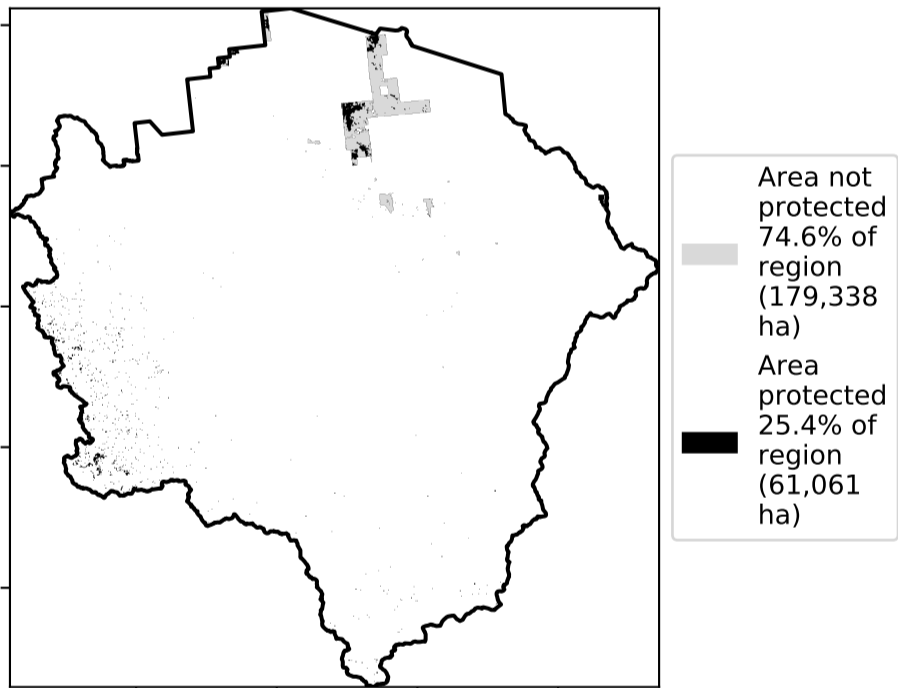 Area not
protected
74.6% of
region
(179,338
ha)
Area
protected
25.4% of
region
(61,061
ha)